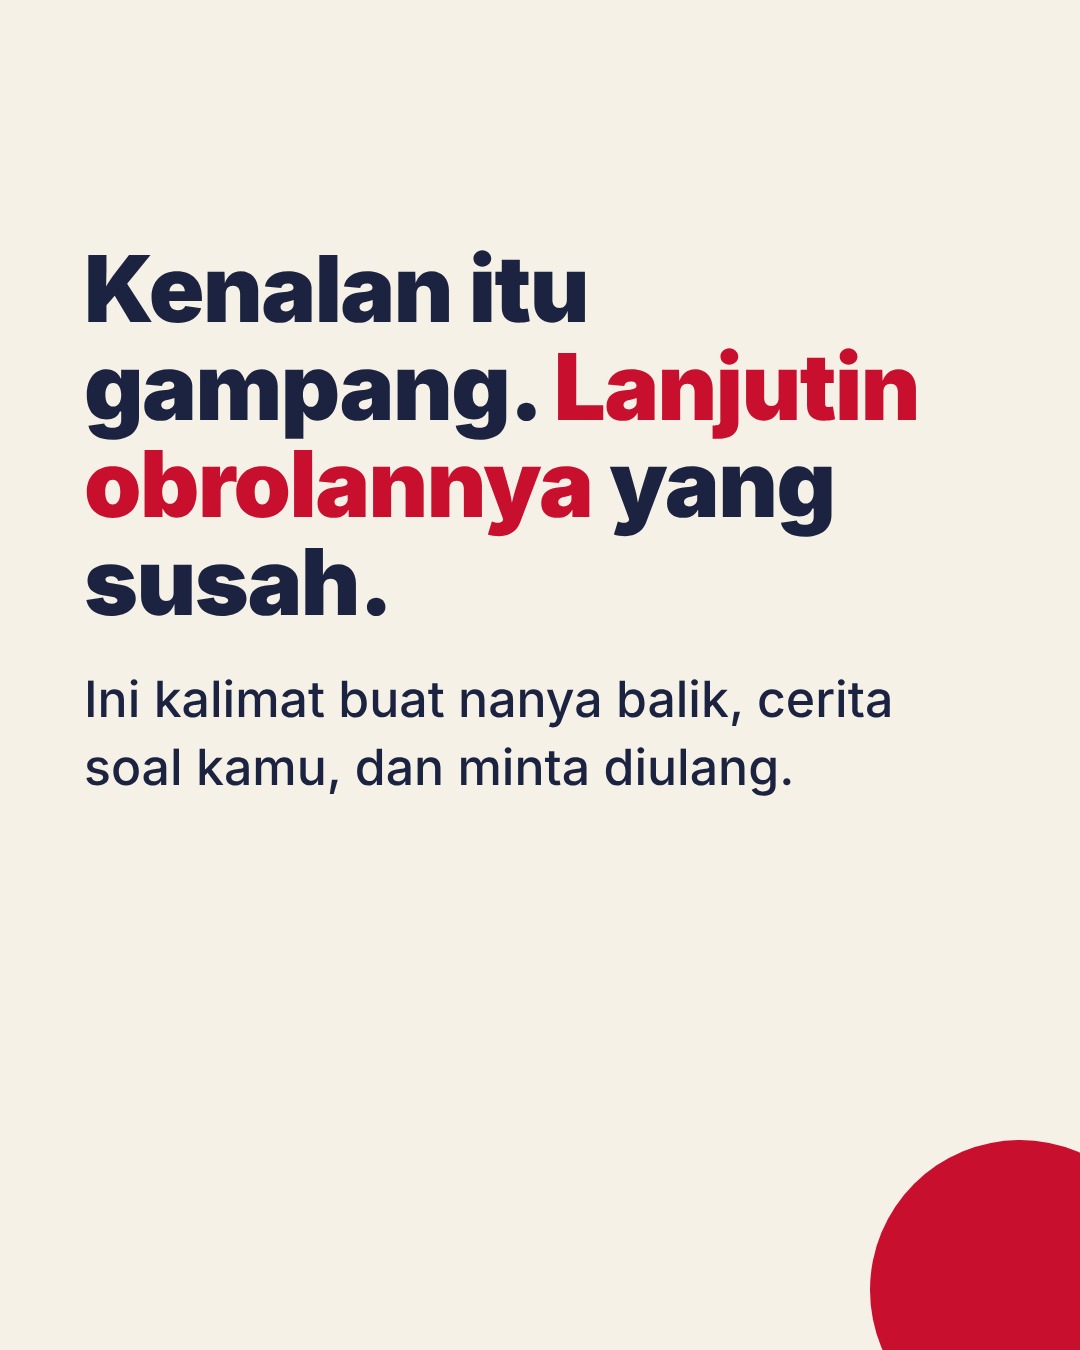 Kenalan itu
gampang. Lanjutin
obrolannya yang
susah.
Ini kalimat buat nanya balik, cerita
soal kamu, dan minta diulang.